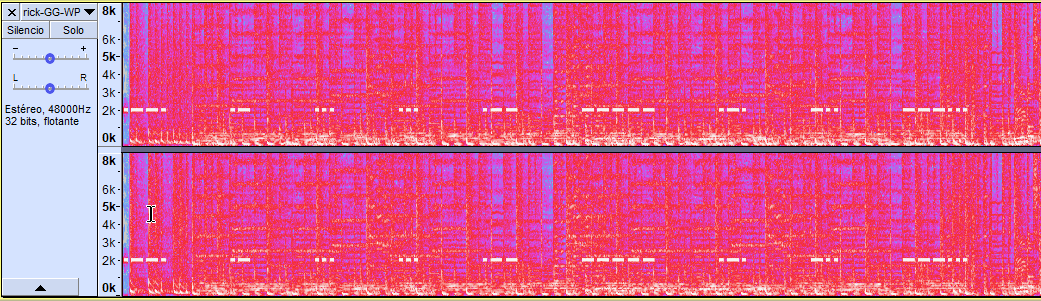 rick-GG-WP
Silencio Solo
- +
L R
Estéreo, 48000Hz
32 bits, flotante
8k
6k
5k
4k
3k
2k
0k
8k
6k
5k
4k
3k
2k
0k